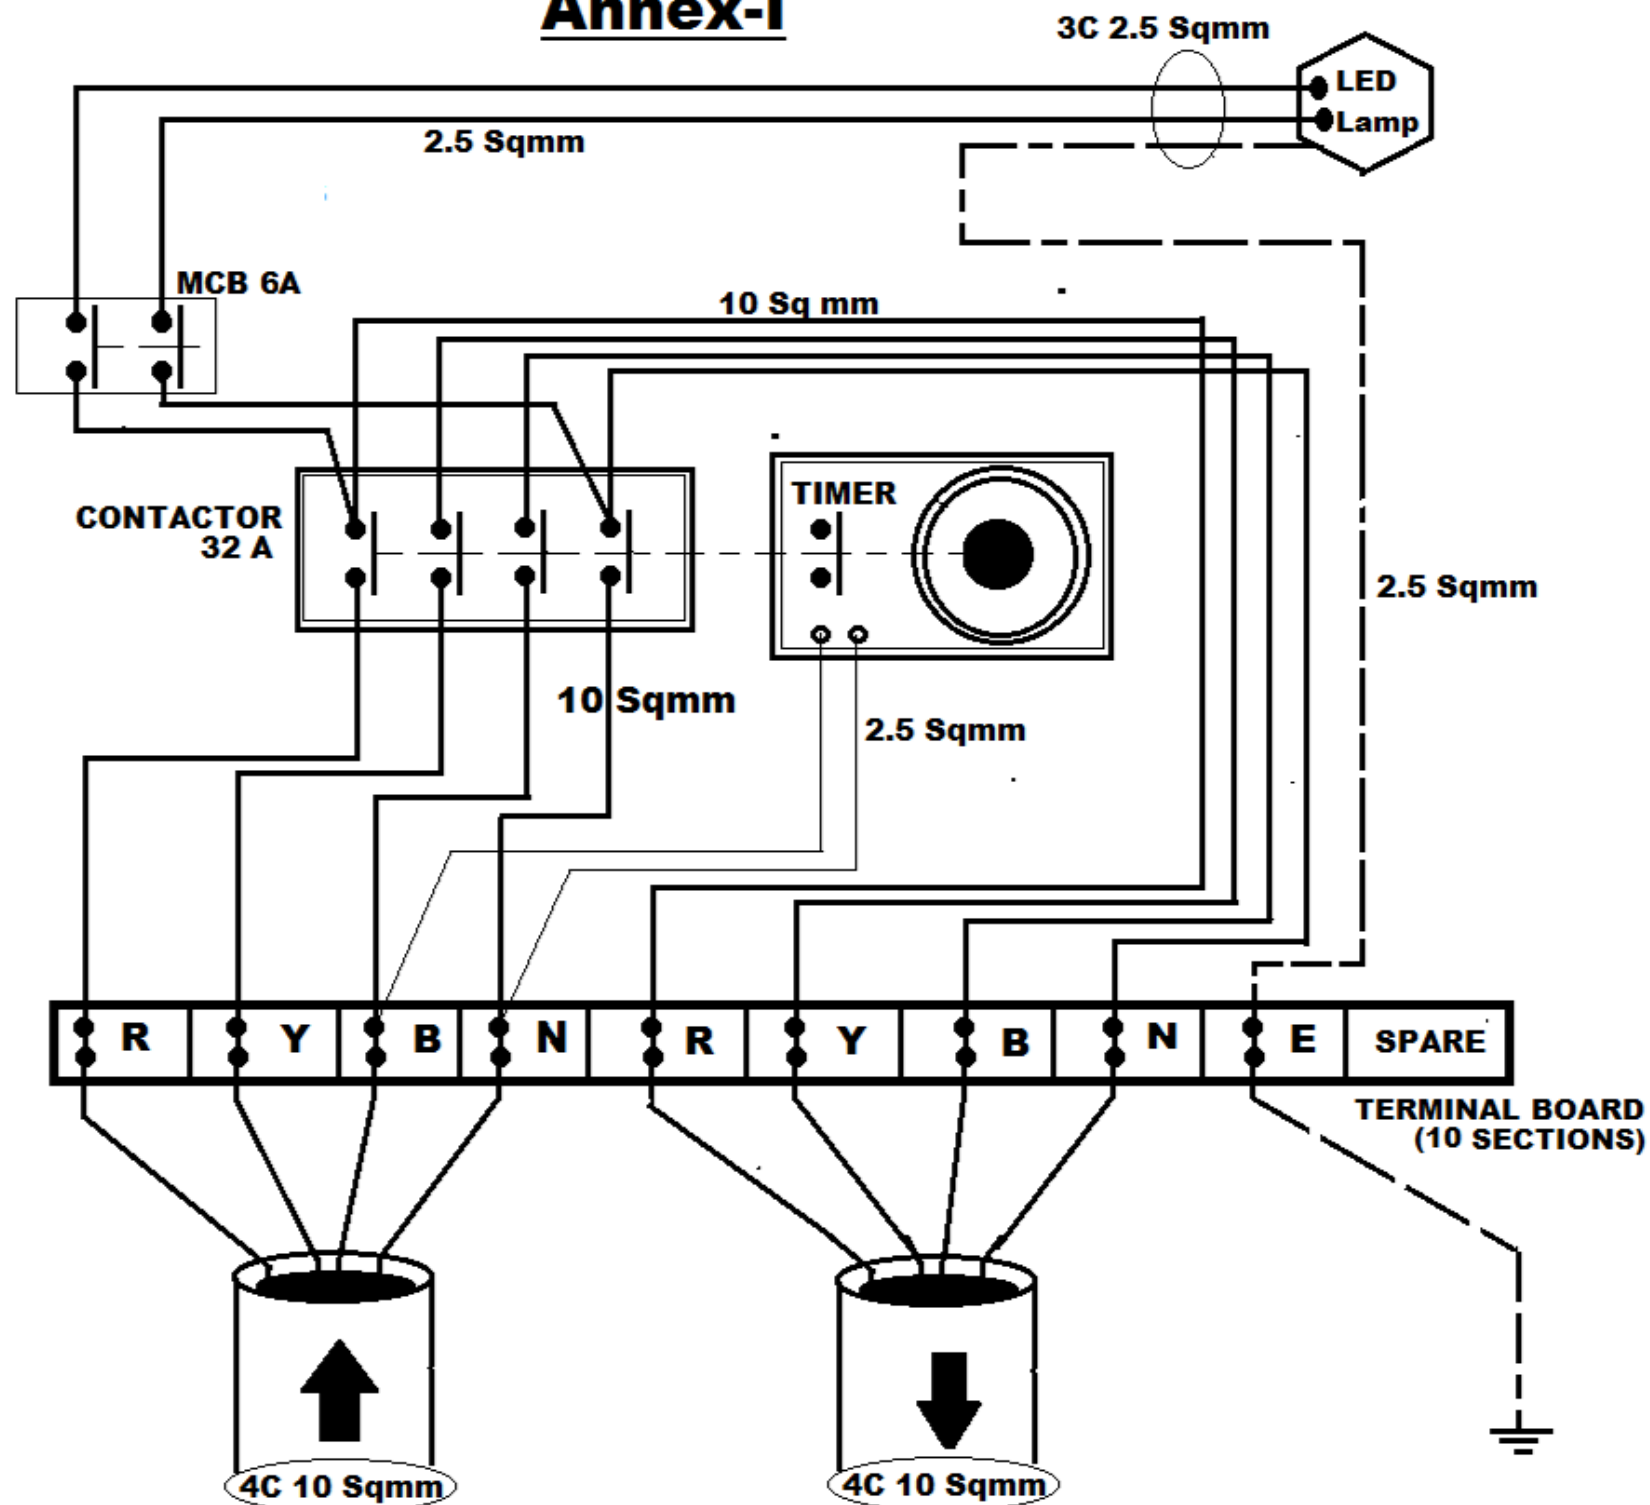 Annex-I
3C 2.5 Sqmm
LED
Lamp
2.5 Sqmm
MCB 6A
10 Sq mm
TIMER
CONTACTOR
32 A
2.5 Sqmm
10 Sqmm
2.5 Sqmm
R Y B N R Y B N E SPARE
TERMINAL BOARD
(10 SECTIONS)
4C 10 Sqmm
4C 10 Sqmm